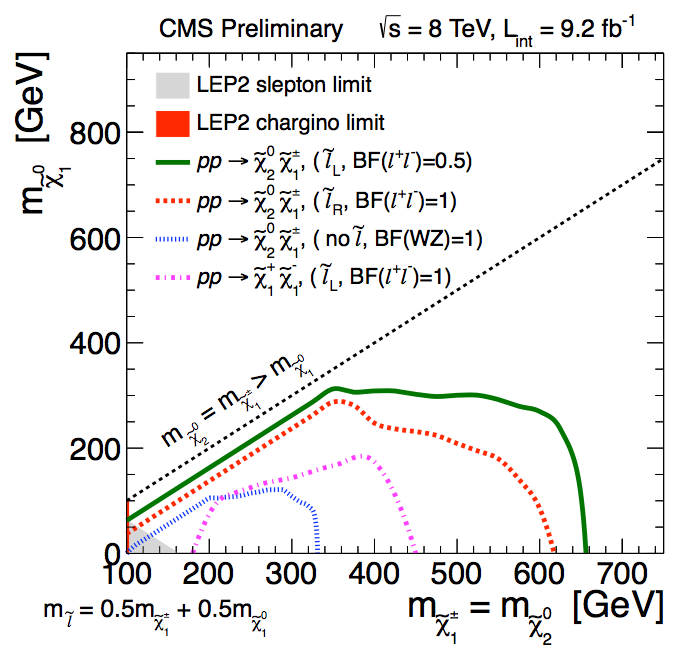 CMS Preliminary √s = 8 TeV, L_int = 9.2 fb⁻¹
m_χ̃₁⁰ [GeV]
LEP2 slepton limit
LEP2 chargino limit
pp → χ̃₂⁰ χ̃₁±, ( l̃_L, BF(l⁺l⁻)=0.5)
pp → χ̃₂⁰ χ̃₁±, ( l̃_R, BF(l⁺l⁻)=1)
pp → χ̃₂⁰ χ̃₁±, ( no l̃, BF(WZ)=1)
pp → χ̃₁⁺ χ̃₁⁻, ( l̃_L, BF(l⁺l⁻)=1)
800
600
400
200
0
m_χ̃₂⁰ = m_χ̃₁± > m_χ̃₁⁰
100 200 300 400 500 600 700
m_l̃ = 0.5m_χ̃₁± + 0.5m_χ̃₁⁰
m_χ̃₁± = m_χ̃₂⁰ [GeV]